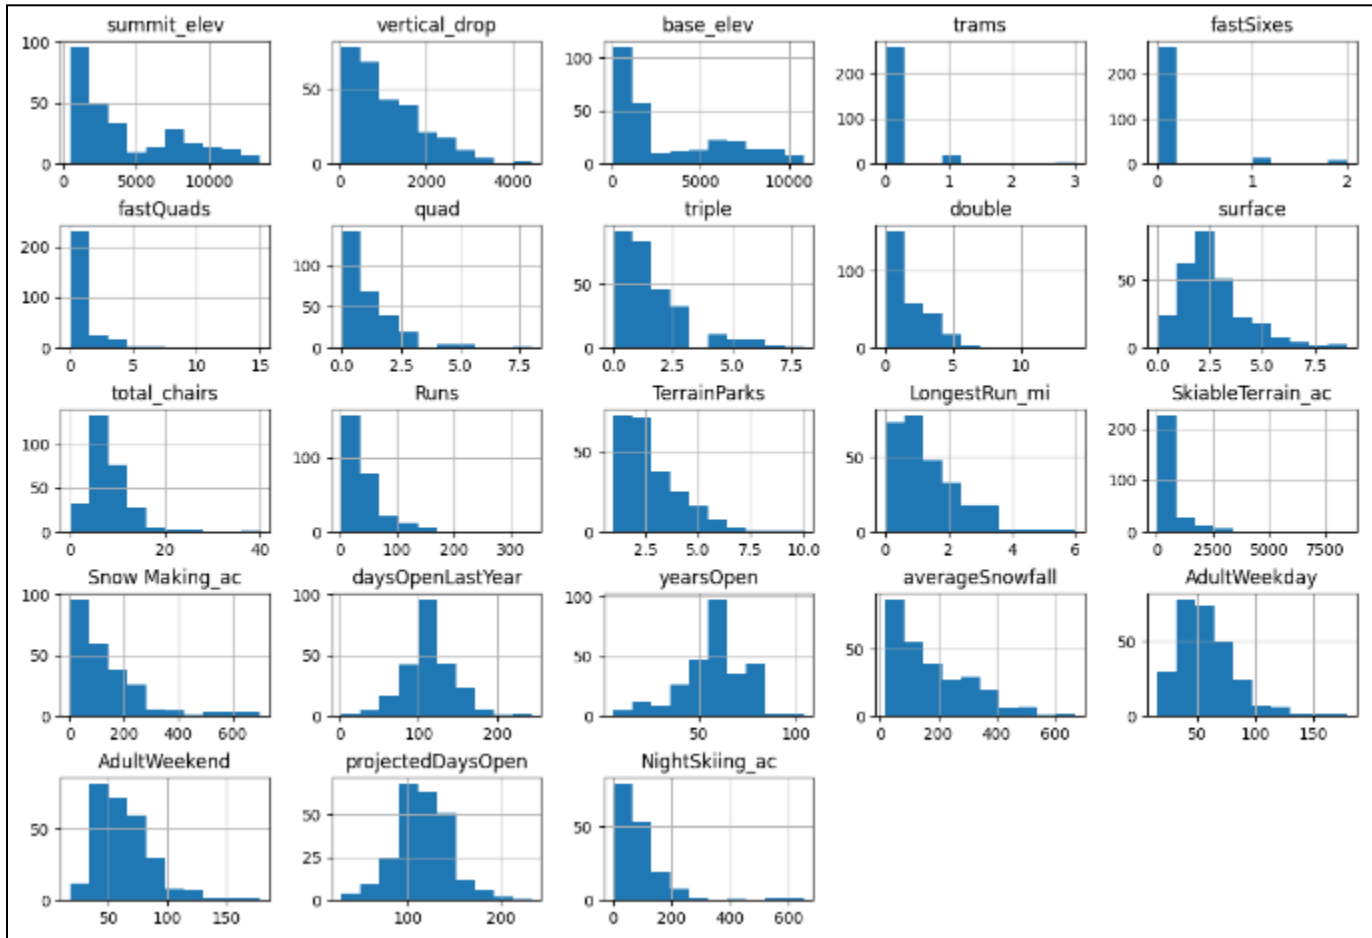 summit_elev vertical_drop base_elev trams fastSixes
100 50 0 50 0 100 50 0 200 100 0 200 100 0
0 5000 10000 0 2000 4000 0 5000 10000 0 1 2 3 0 1 2
fastQuads quad triple double surface
200 100 0 100 50 0 50 0 100 0 50 0
0 5 10 15 0.0 2.5 5.0 7.5 0.0 2.5 5.0 7.5 0 5 10 0.0 2.5 5.0 7.5
total_chairs Runs TerrainParks LongestRun_mi SkiableTerrain_ac
100 50 0 100 0 50 0 50 0 200 100 0
0 20 40 0 100 200 300 2.5 5.0 7.5 10.0 0 2 4 6 0 2500 5000 7500
Snow Making_ac daysOpenLastYear yearsOpen averageSnowfall AdultWeekday
100 50 0 100 50 0 100 50 0 50 0 50 0
0 200 400 600 0 100 200 50 100 0 200 400 600 50 100 150
AdultWeekend projectedDaysOpen NightSkiing_ac
50 0 50 25 0 50 0
50 100 150 100 200 0 200 400 600